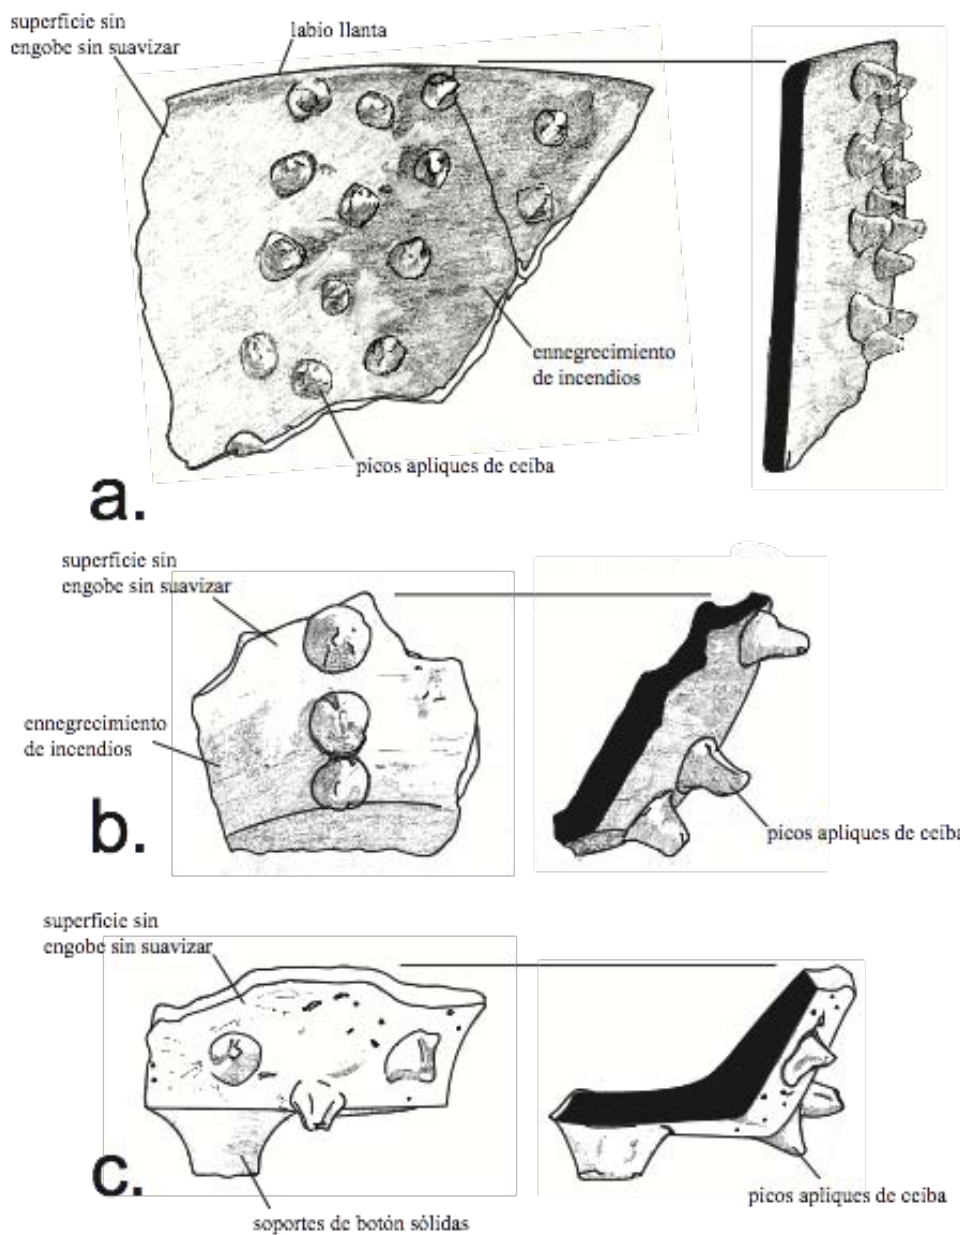 superficie sin
engobe sin suavizar
labio llanta
ennegrecimiento
de incendios
picos apliques de ceiba
a.
superficie sin
engobe sin suavizar
ennegrecimiento
de incendios
picos apliques de ceiba
b.
superficie sin
engobe sin suavizar
picos apliques de ceiba
soportes de botón sólidas
c.